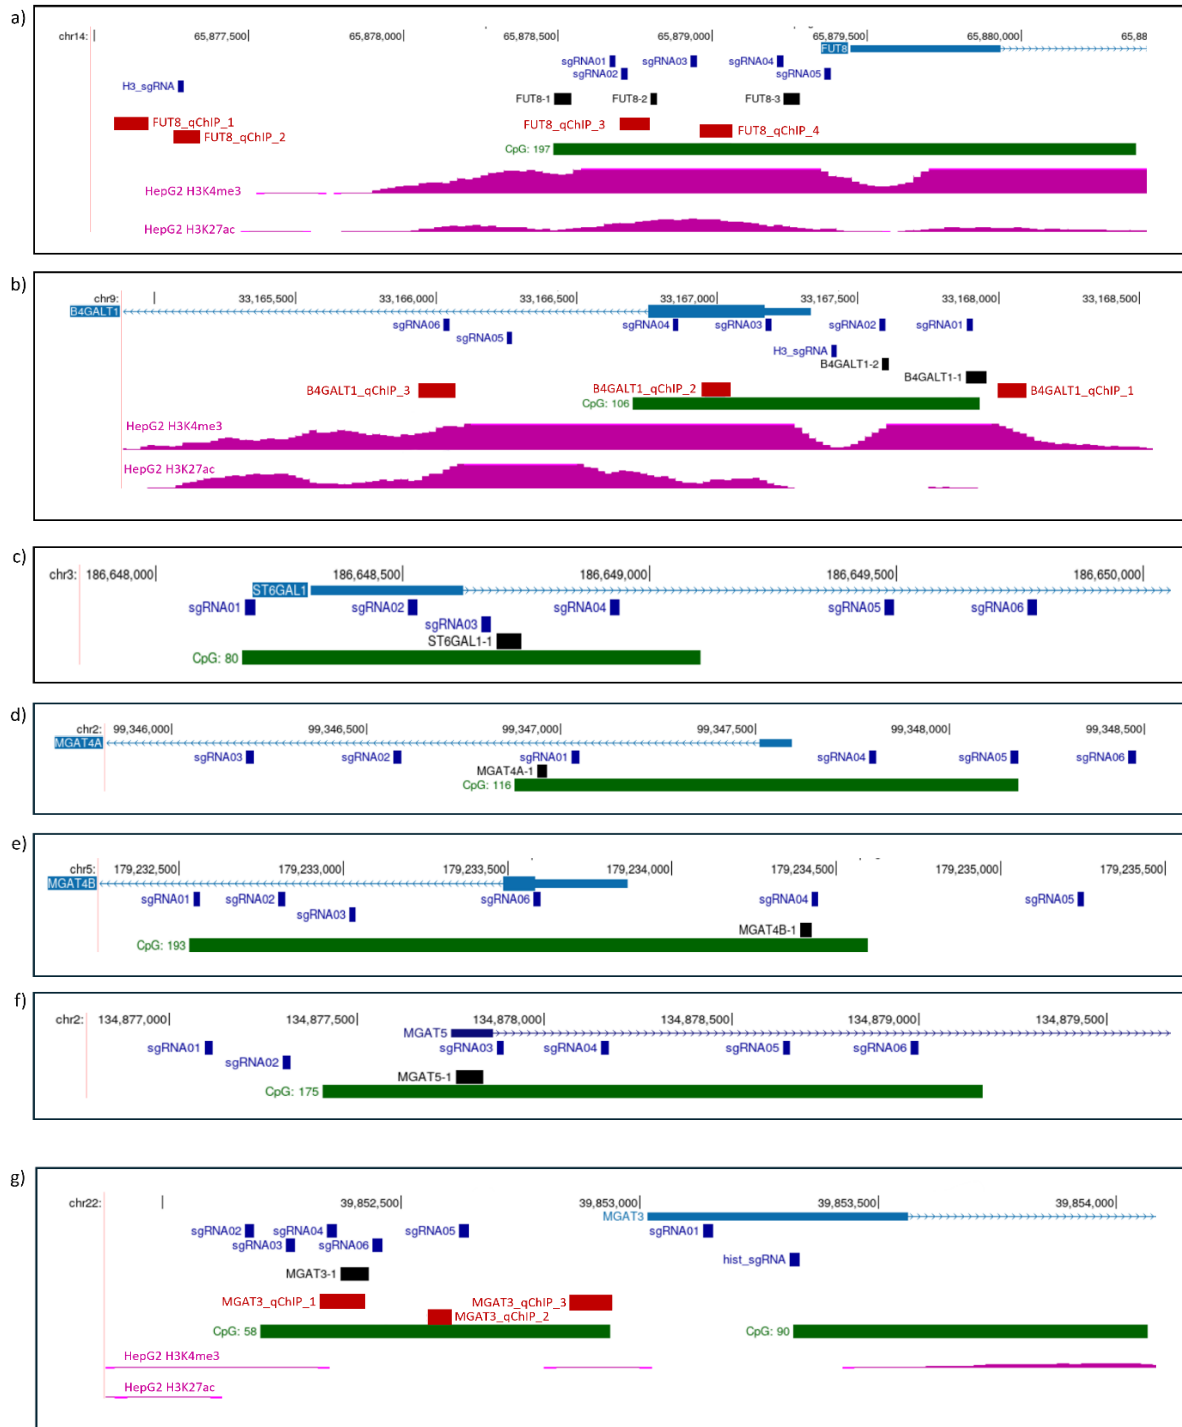 a)
chr14: 65,877,500 65,878,000 65,878,500 65,879,000 65,879,500 65,880,000 65,88
FUT8
sgRNA01 sgRNA03 sgRNA04
sgRNA02 sgRNA05
H3_sgRNA
FUT8-1 FUT8-2 FUT8-3
FUT8_qChIP_1 FUT8_qChIP_3
FUT8_qChIP_2 FUT8_qChIP_4
CpG: 197
HepG2 H3K4me3
HepG2 H3K27ac
b)
chr9: 33,165,500 33,166,000 33,166,500 33,167,000 33,167,500 33,168,000 33,168,500
B4GALT1
sgRNA06 sgRNA04 sgRNA03 sgRNA02 sgRNA01
sgRNA05
H3_sgRNA
B4GALT1-2
B4GALT1-1
B4GALT1_qChIP_3 B4GALT1_qChIP_2 B4GALT1_qChIP_1
CpG: 106
HepG2 H3K4me3
HepG2 H3K27ac
c)
chr3: 186,648,000 186,648,500 186,649,000 186,649,500 186,650,000
ST6GAL1
sgRNA01 sgRNA02 sgRNA04 sgRNA05 sgRNA06
sgRNA03
ST6GAL1-1
CpG: 80
d)
chr2: 99,346,000 99,346,500 99,347,000 99,347,500 99,348,000 99,348,500
MGAT4A
sgRNA03 sgRNA02 sgRNA01 sgRNA04 sgRNA05 sgRNA06
MGAT4A-1
CpG: 116
e)
chr5: 179,232,500 179,233,000 179,233,500 179,234,000 179,234,500 179,235,000 179,235,500
MGAT4B
sgRNA01 sgRNA02 sgRNA06 sgRNA04 sgRNA05
sgRNA03
MGAT4B-1
CpG: 193
f)
chr2: 134,877,000 134,877,500 134,878,000 134,878,500 134,879,000 134,879,500
MGAT5
sgRNA01 sgRNA03 sgRNA04 sgRNA05 sgRNA06
sgRNA02
MGAT5-1
CpG: 175
g)
chr22: 39,852,500 39,853,000 39,853,500 39,854,000
MGAT3
sgRNA02 sgRNA04 sgRNA05 sgRNA01
sgRNA03 sgRNA06
hist_sgRNA
MGAT3-1
MGAT3_qChIP_1 MGAT3_qChIP_3
MGAT3_qChIP_2
CpG: 58 CpG: 90
HepG2 H3K4me3
HepG2 H3K27ac